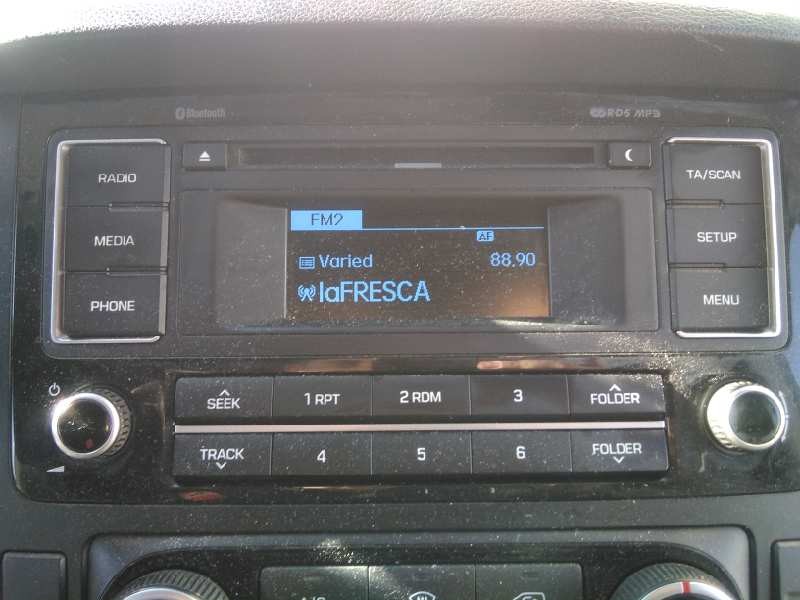 Bluetooth
RDS MP3
RADIO
TA/SCAN
FM2
AF
MEDIA
SETUP
Varied 88.90
PHONE
laFRESCA
MENU
SEEK 1 RPT 2 RDM 3 FOLDER
TRACK 4 5 6 FOLDER
A/C